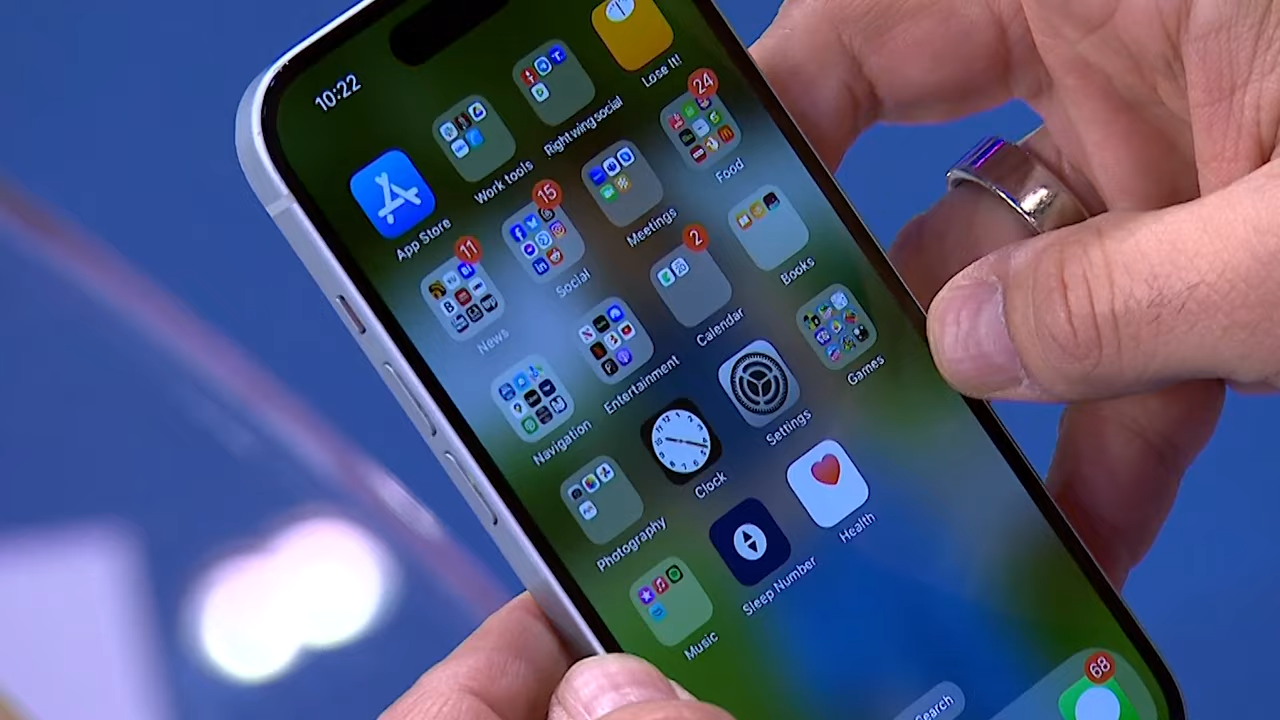 10:22
App Store
Work tools
Right wing social
Lose It!
11
News
15
Social
Meetings
24
Food
Navigation
Entertainment
2
Calendar
Books
Photography
Clock
Settings
Games
Music
Sleep Number
Health
Search
68